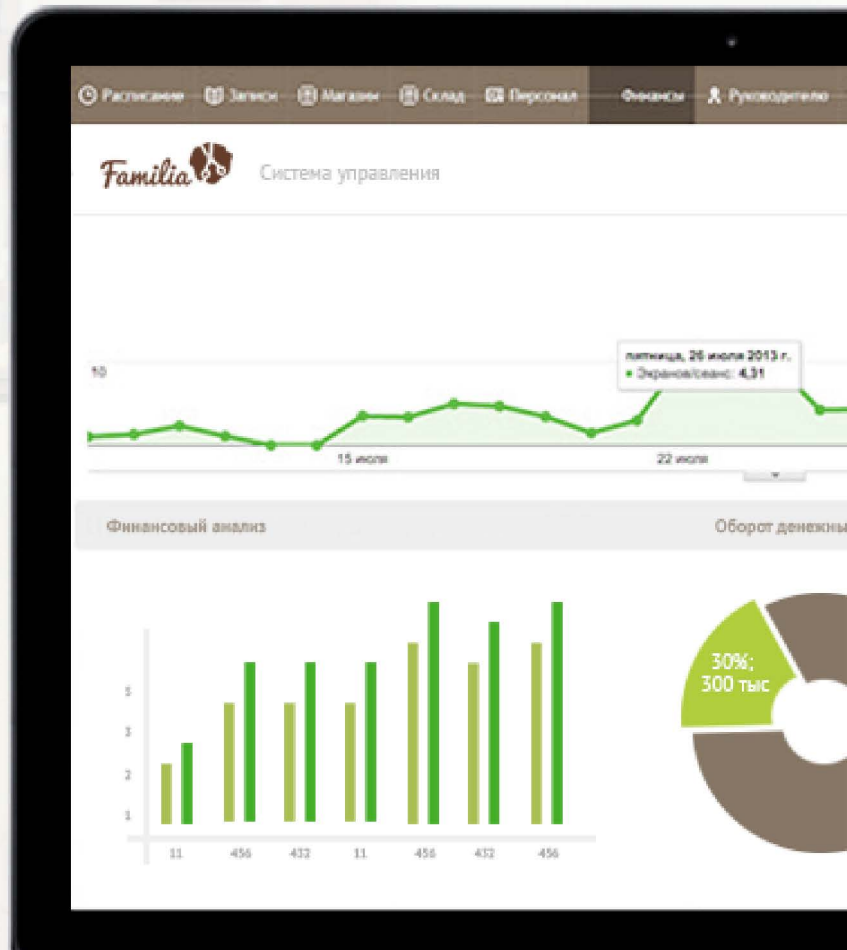 Расписание Записи Магазин Склад Персонал Финансы Руководителю
Familia Система управления
10
пятница, 26 июля 2013 г.
• Экранов/сеанс: 4,31
15 июля 22 июля
Финансовый анализ Оборот денежны
30%;
300 тыс
3
3
2
1
11 456 432 11 456 432 456